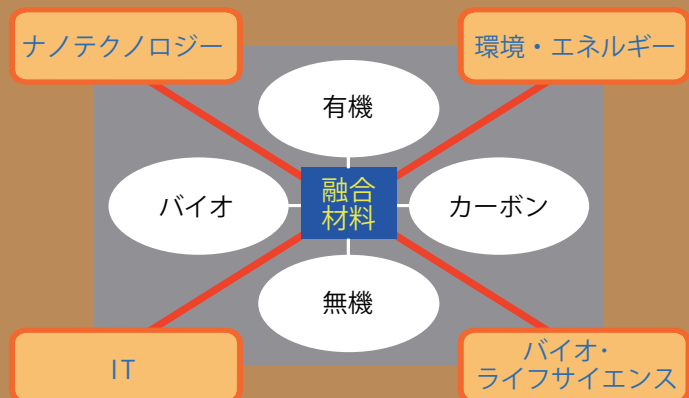 ナノテクノロジー
環境・エネルギー
有機
バイオ
融合
材料
カーボン
無機
IT
バイオ・
ライフサイエンス